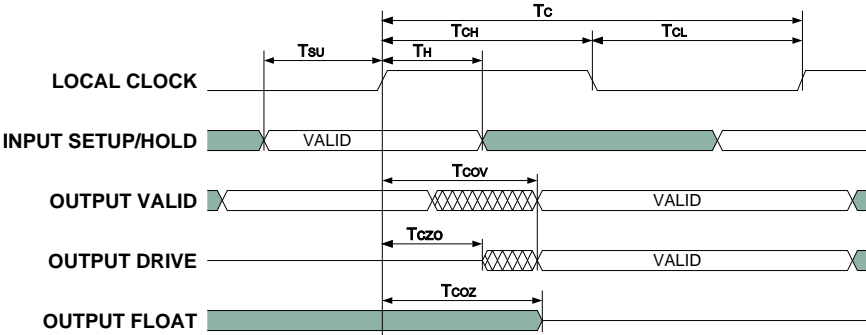 Tc
TCH
TCL
TSU
TH
LOCAL CLOCK
INPUT SETUP/HOLD
VALID
TCOV
OUTPUT VALID
VALID
TCZO
OUTPUT DRIVE
VALID
TCOZ
OUTPUT FLOAT